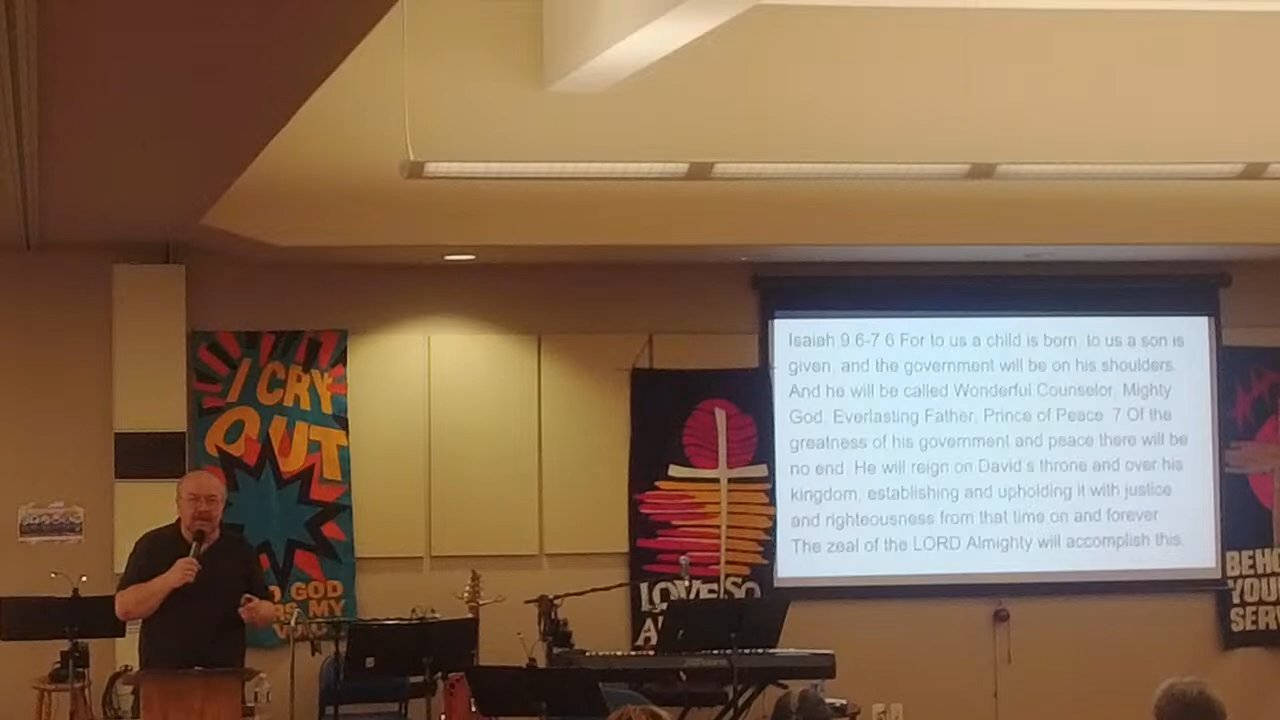 I CRY
OUT
GOD
MY
LOVE SO
Isaiah 9:6-7 6 For to us a child is born, to us a son is
given, and the government will be on his shoulders.
And he will be called Wonderful Counselor, Mighty
God, Everlasting Father, Prince of Peace. 7 Of the
greatness of his government and peace there will be
no end. He will reign on David's throne and over his
kingdom, establishing and upholding it with justice
and righteousness from that time on and forever.
The zeal of the LORD Almighty will accomplish this.
BEHO
YOUR
SER